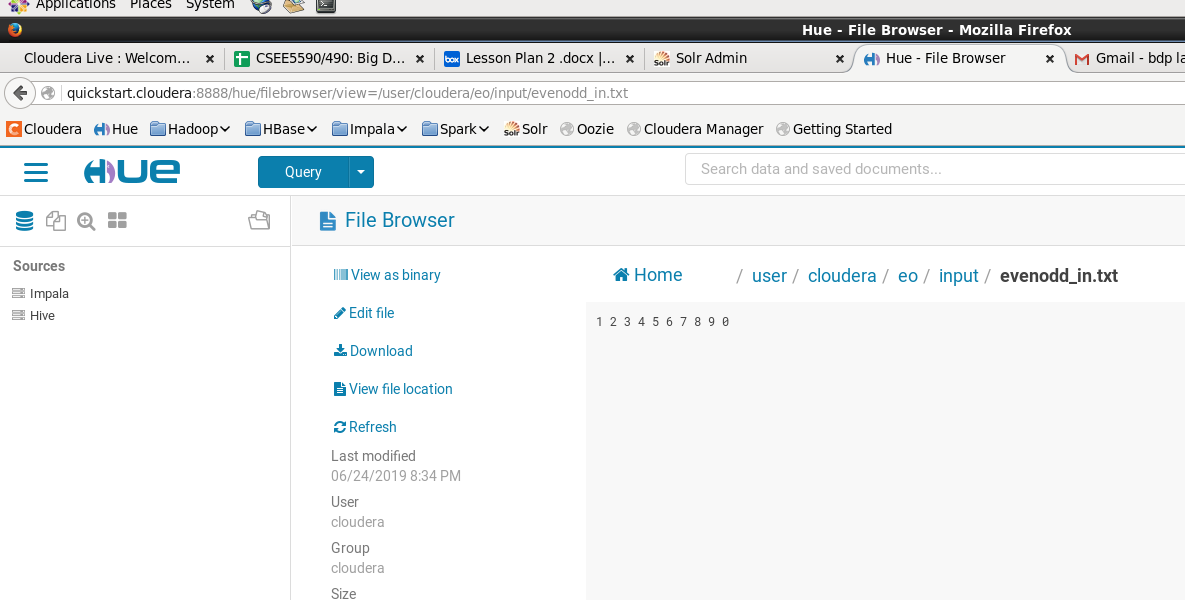 Applications Places System
Hue - File Browser - Mozilla Firefox
Cloudera Live : Welcom... × CSEE5590/490: Big D... × box Lesson Plan 2 .docx |... × Solr Solr Admin × Hue - File Browser × Gmail - bdp la
quickstart.cloudera:8888/hue/filebrowser/view=/user/cloudera/eo/input/evenodd_in.txt
Cloudera Hue Hadoop HBase Impala Spark Solr Solr Oozie Cloudera Manager Getting Started
HUE Query Search data and saved documents...
File Browser
Sources
Impala
Hive
View as binary
Edit file
Download
View file location
Refresh
Last modified
06/24/2019 8:34 PM
User
cloudera
Group
cloudera
Size
Home / user / cloudera / eo / input / evenodd_in.txt
1 2 3 4 5 6 7 8 9 0